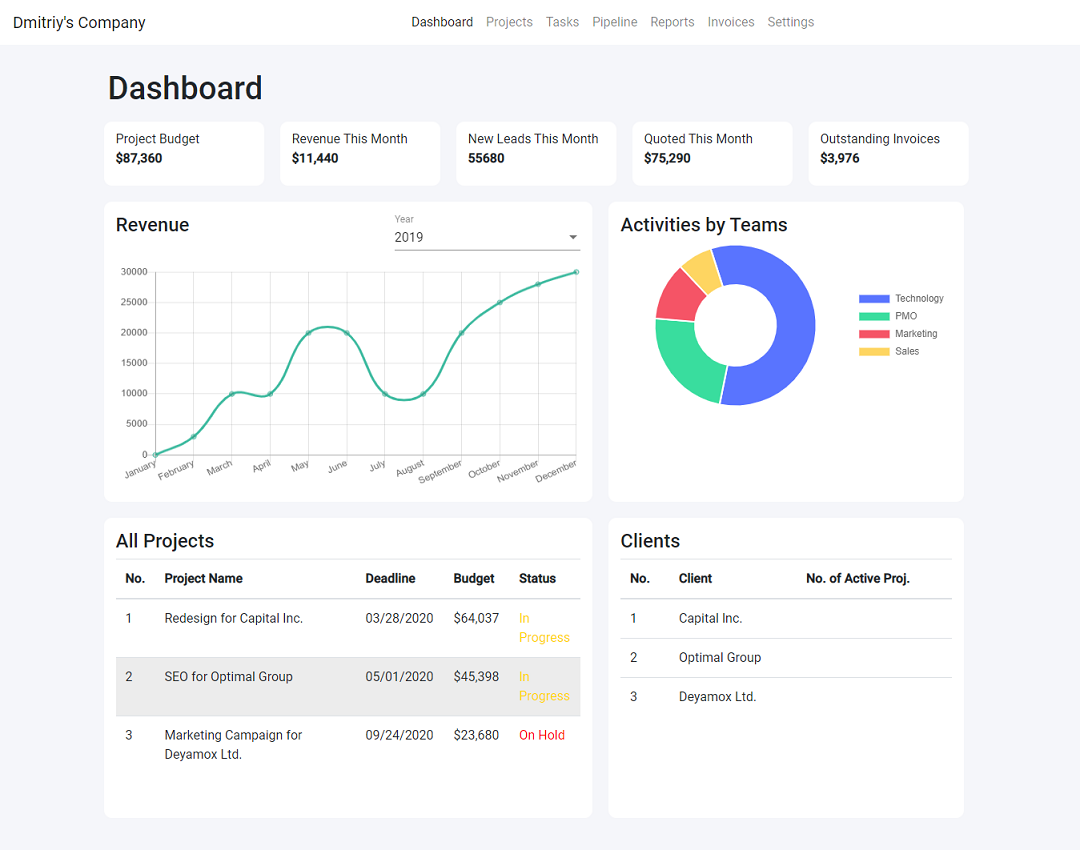 Dmitriy's Company
Dashboard Projects Tasks Pipeline Reports Invoices Settings
Dashboard
Project Budget
$87,360
Revenue This Month
$11,440
New Leads This Month
55680
Quoted This Month
$75,290
Outstanding Invoices
$3,976
Revenue
Year
2019
30000
25000
20000
15000
10000
5000
0
January February March April May June July August September October November December
Activities by Teams
Technology
PMO
Marketing
Sales
All Projects
No. Project Name Deadline Budget Status
1 Redesign for Capital Inc. 03/28/2020 $64,037 In
Progress
2 SEO for Optimal Group 05/01/2020 $45,398 In
Progress
3 Marketing Campaign for 09/24/2020 $23,680 On Hold
Deyamox Ltd.
Clients
No. Client No. of Active Proj.
1 Capital Inc.
2 Optimal Group
3 Deyamox Ltd.